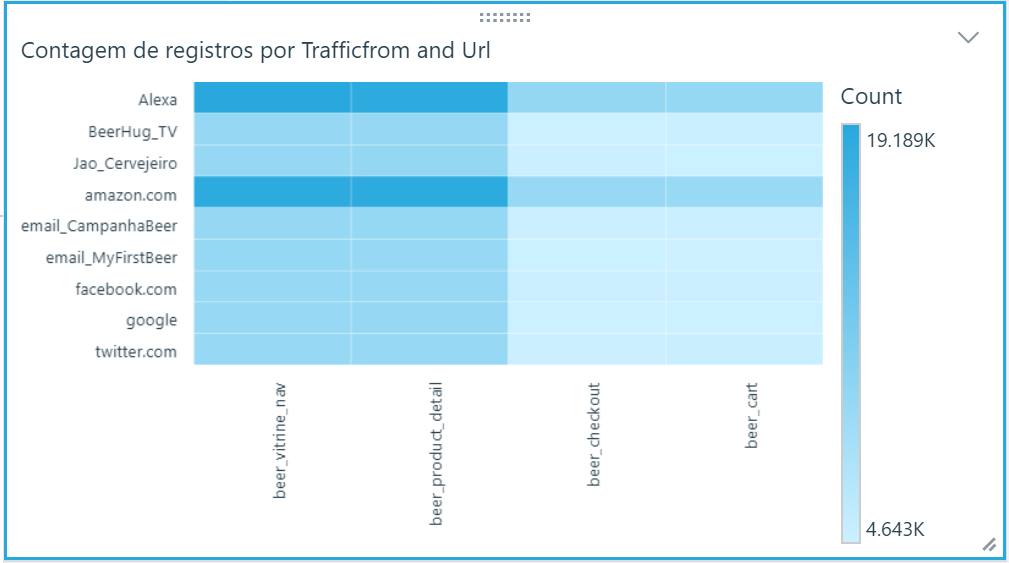 Contagem de registros por Trafficfrom and Url
Alexa
BeerHug_TV
Jao_Cervejeiro
amazon.com
email_CampanhaBeer
email_MyFirstBeer
facebook.com
google
twitter.com
beer_vitrine_nav
beer_product_detail
beer_checkout
beer_cart
Count
19.189K
4.643K